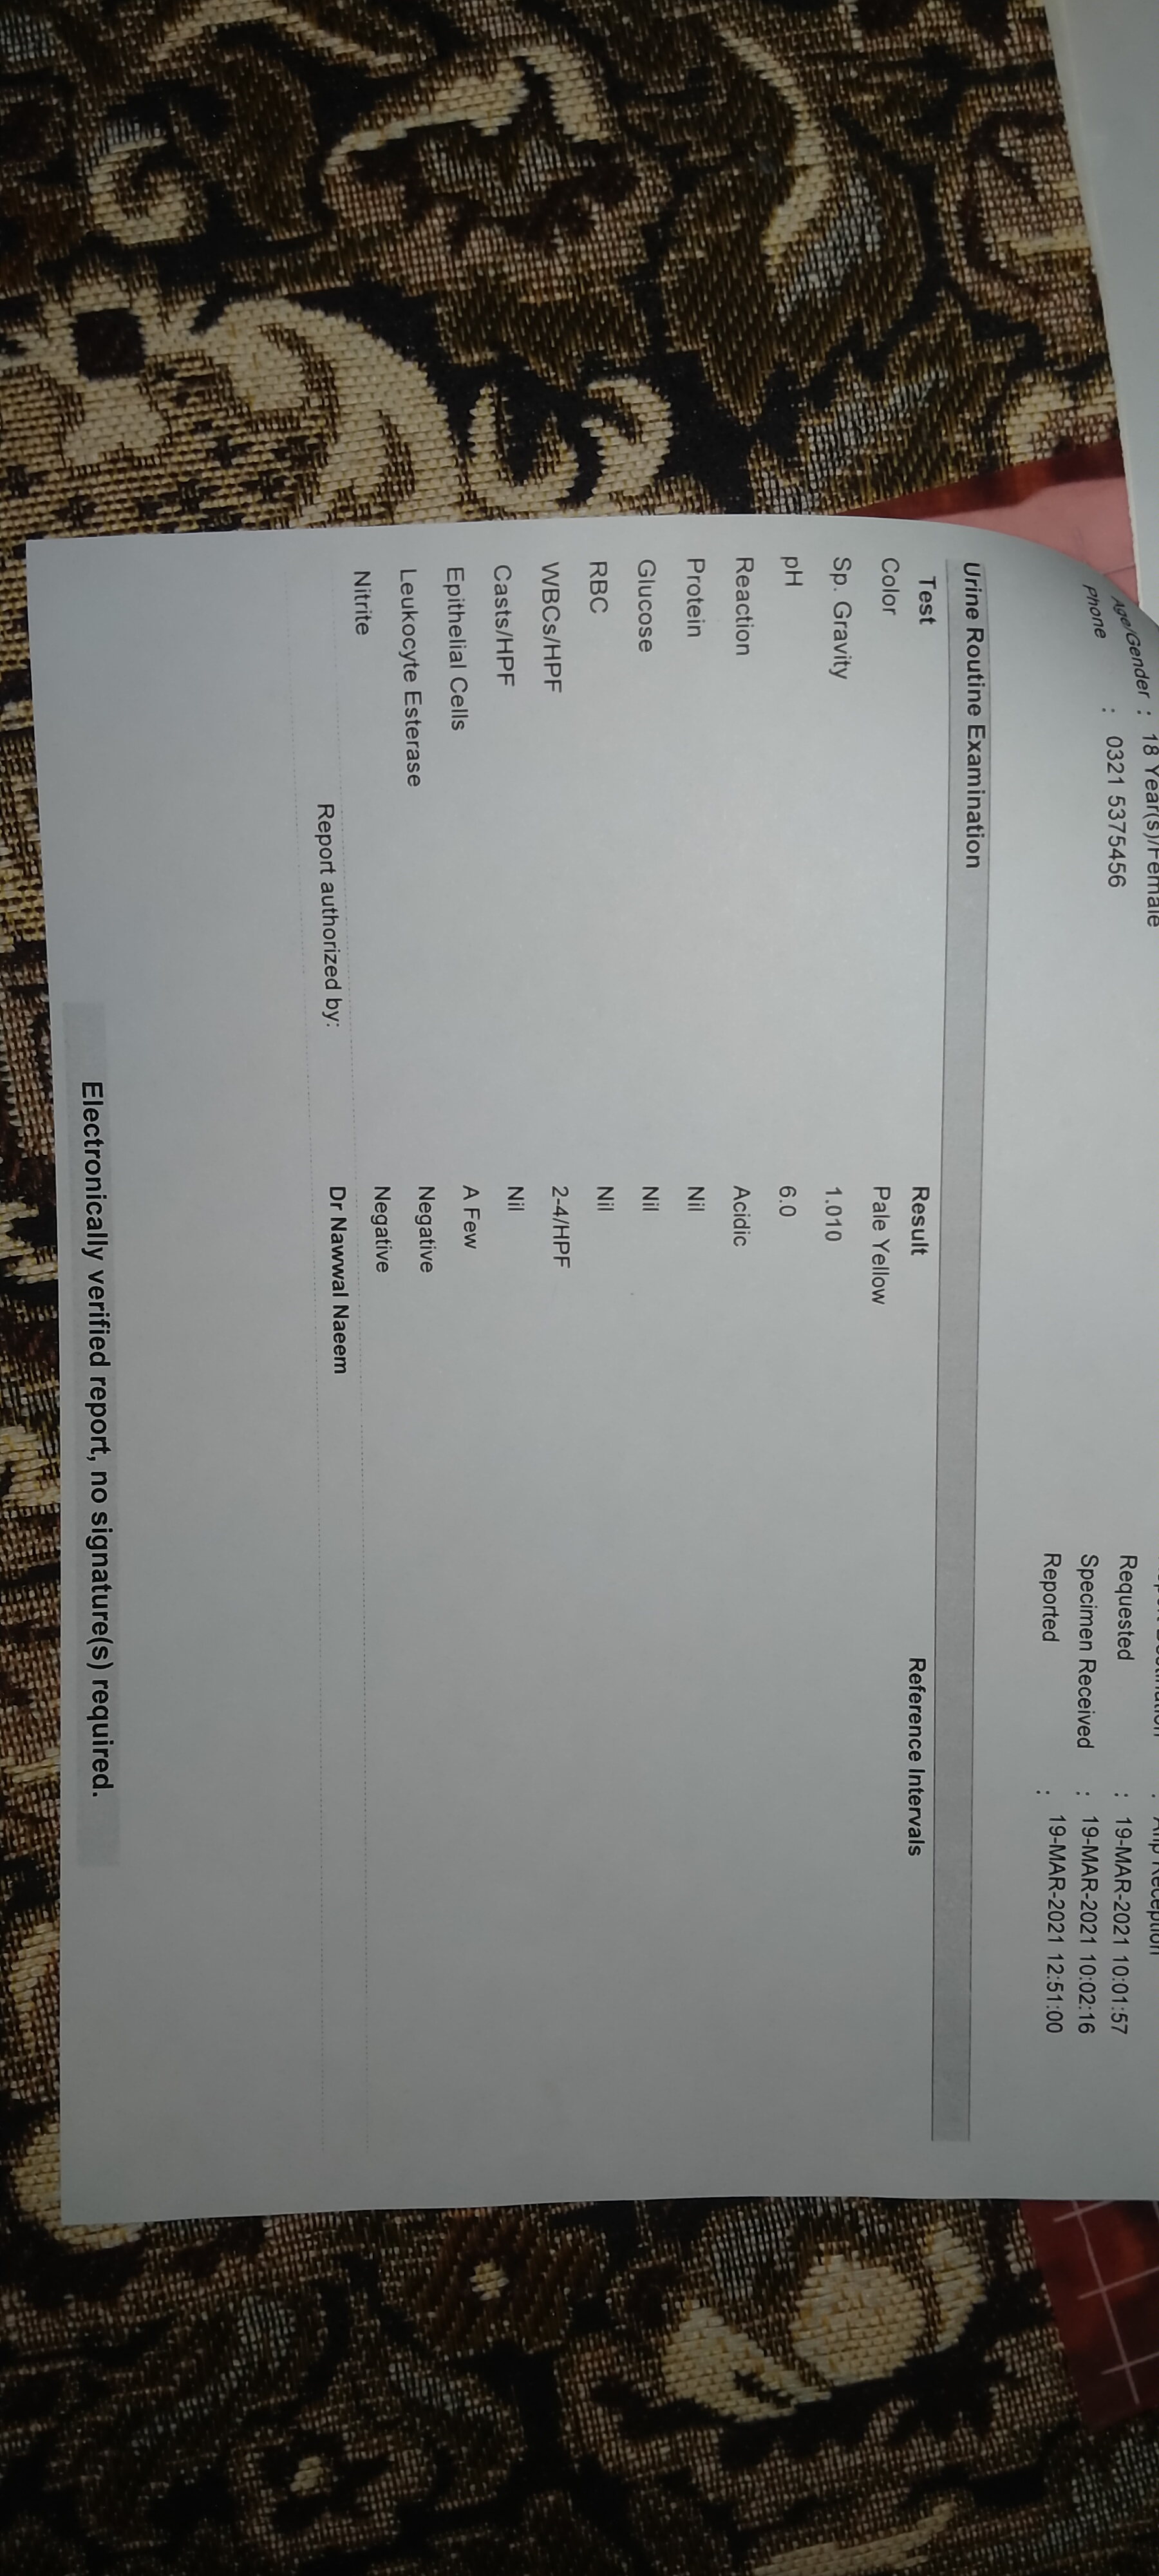 Age/Gender : 18 Year(s)/Female
Phone : 0321 5375456
Reception
Requested : 19-MAR-2021 10:01:57
Specimen Received : 19-MAR-2021 10:02:16
Reported : 19-MAR-2021 12:51:00
Urine Routine Examination
Test Result Reference Intervals
Color Pale Yellow
Sp. Gravity 1.010
pH 6.0
Reaction Acidic
Protein Nil
Glucose Nil
RBC Nil
WBCs/HPF 2-4/HPF
Casts/HPF Nil
Epithelial Cells A Few
Leukocyte Esterase Negative
Nitrite Negative
Report authorized by: Dr Nawwal Naeem
Electronically verified report, no signature(s) required.